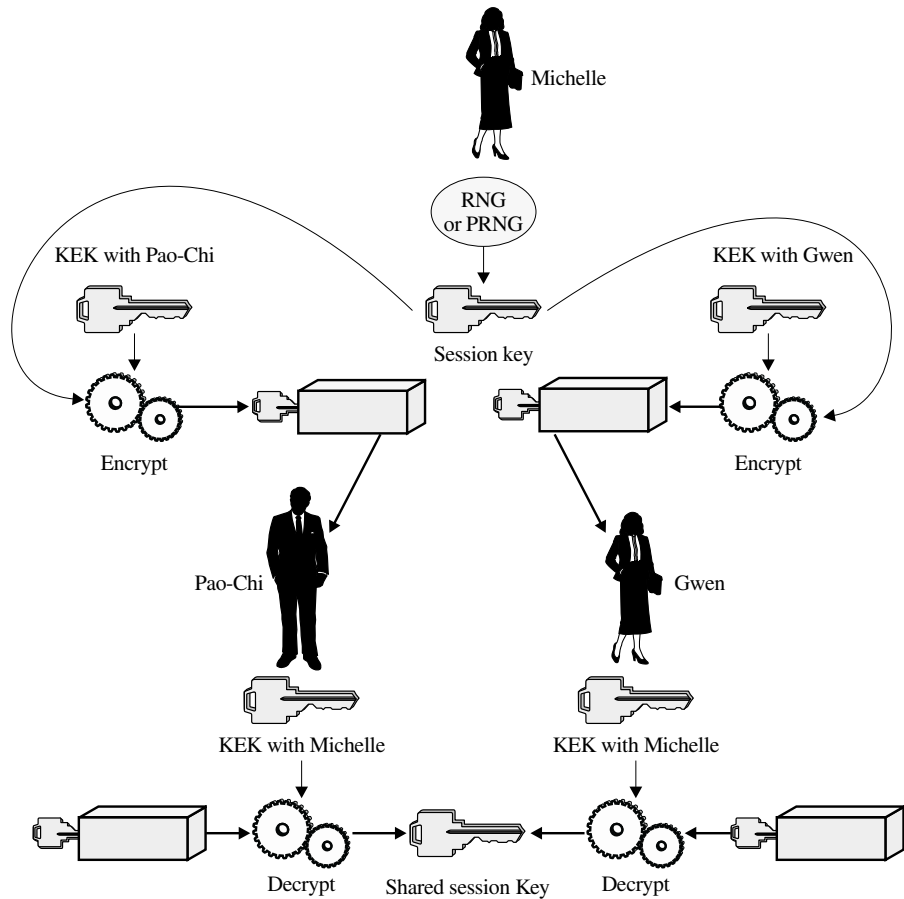 Michelle
RNG
or PRNG
KEK with Pao-Chi
KEK with Gwen
Session key
Encrypt
Encrypt
Pao-Chi
Gwen
KEK with Michelle
KEK with Michelle
Decrypt
Shared session Key
Decrypt